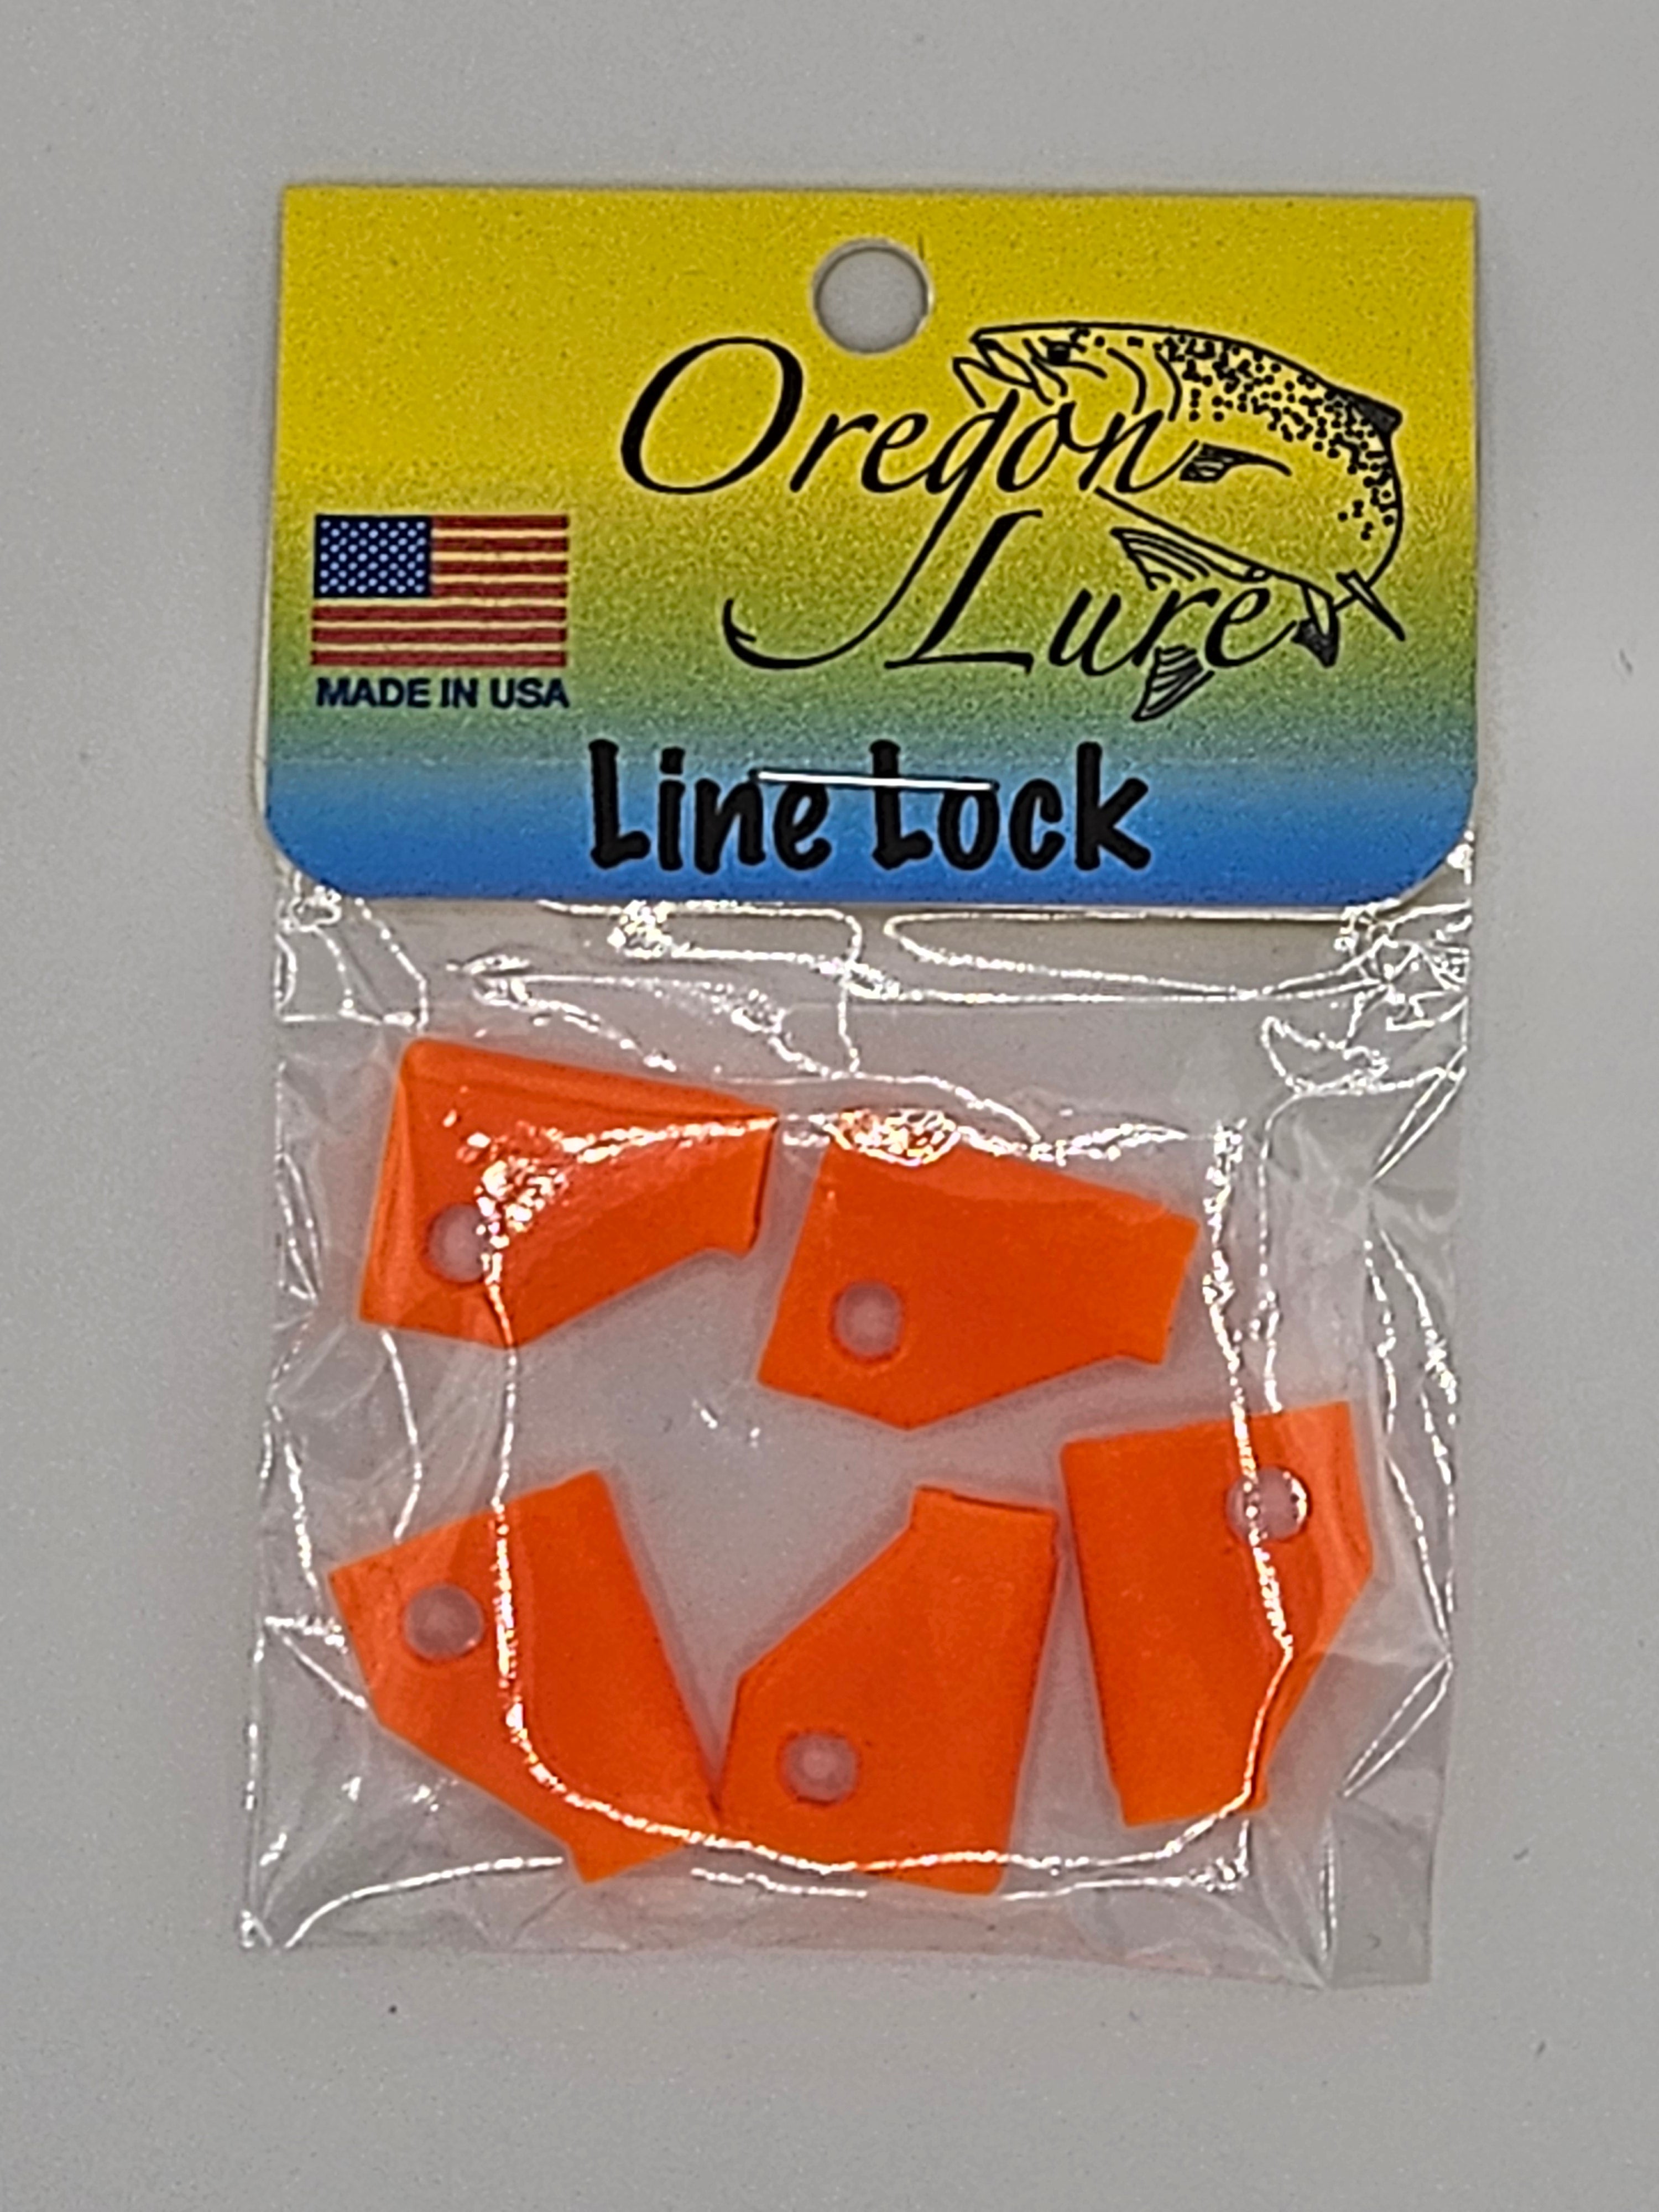 Oregon
Lure
MADE IN USA
Line Lock